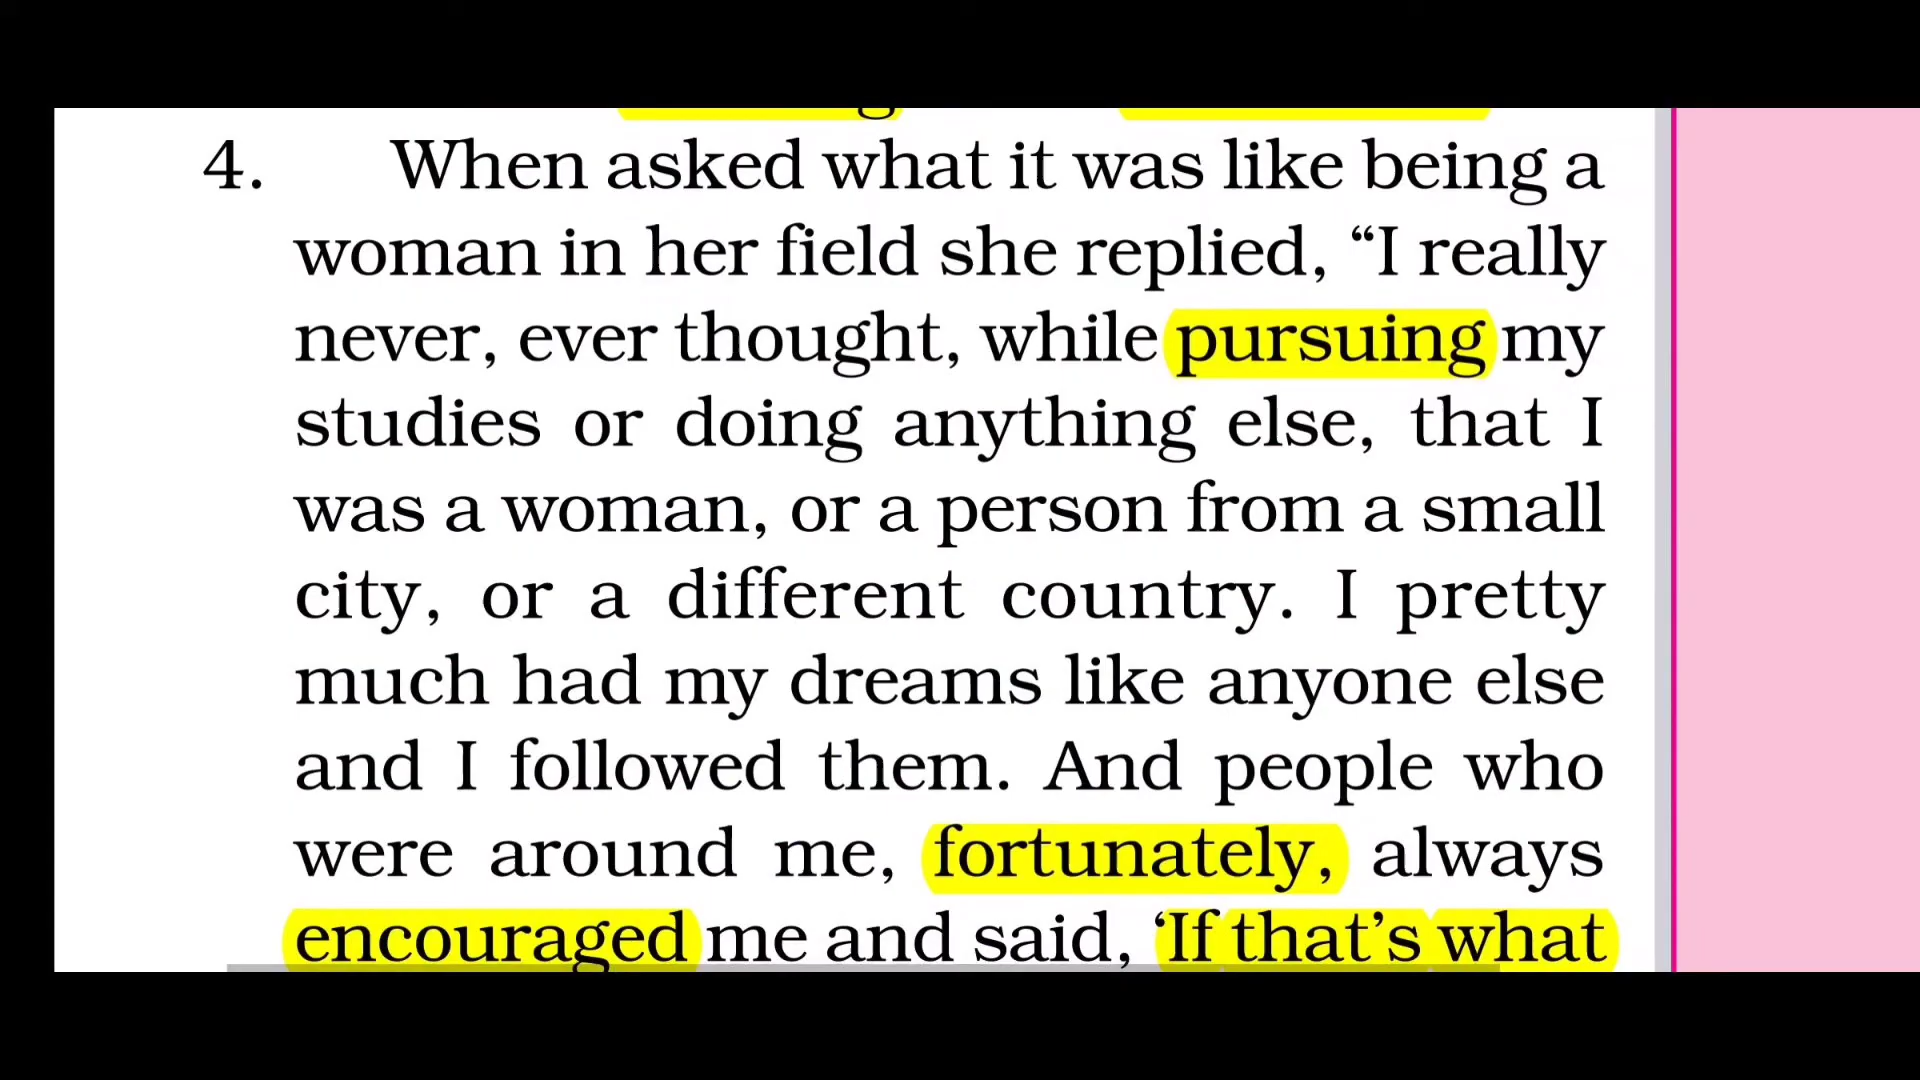 4. When asked what it was like being a
woman in her field she replied, “I really
never, ever thought, while pursuing my
studies or doing anything else, that I
was a woman, or a person from a small
city, or a different country. I pretty
much had my dreams like anyone else
and I followed them. And people who
were around me, fortunately, always
encouraged me and said, ‘If that’s what